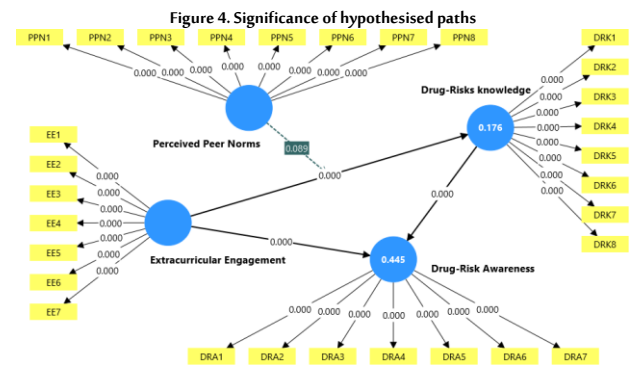 Figure 4. Significance of hypothesised paths
PPN1 PPN2 PPN3 PPN4 PPN5 PPN6 PPN7 PPN8
0.000 0.000 0.000 0.000 0.000 0.000 0.000 0.000
Perceived Peer Norms
0.089
Drug-Risks knowledge
0.176
DRK1
DRK2
DRK3
DRK4
DRK5
DRK6
DRK7
DRK8
0.000
0.000
0.000
0.000
0.000
0.000
0.000
0.000
EE1
EE2
EE3
EE4
EE5
EE6
EE7
0.000
0.000
0.000
0.000
0.000
0.000
0.000
Extracurricular Engagement
0.000
0.000
0.000
0.445
Drug-Risk Awareness
0.000 0.000 0.000 0.000 0.000 0.000 0.000
DRA1 DRA2 DRA3 DRA4 DRA5 DRA6 DRA7